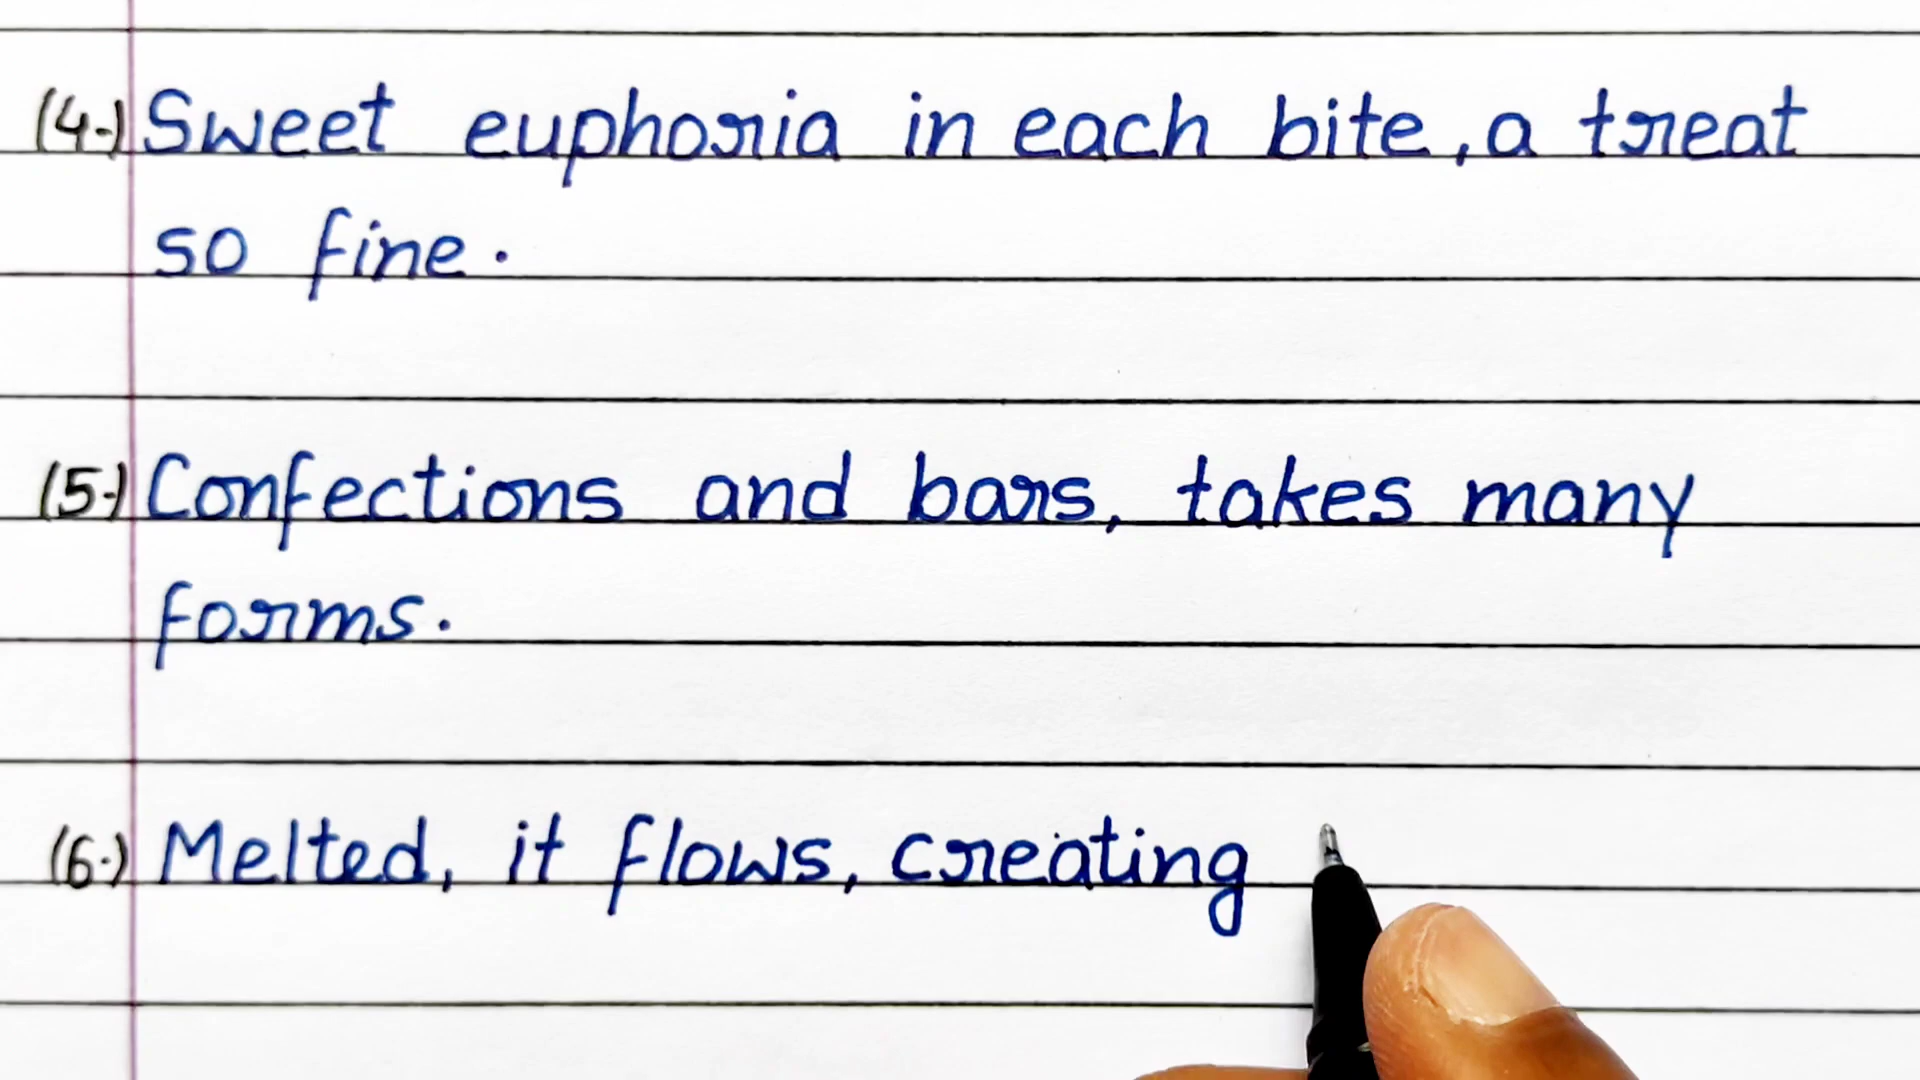 (4.) Sweet euphoria in each bite, a treat
so fine.
(5.) Confections and bars, takes many
forms.
(6.) Melted, it flows, creating